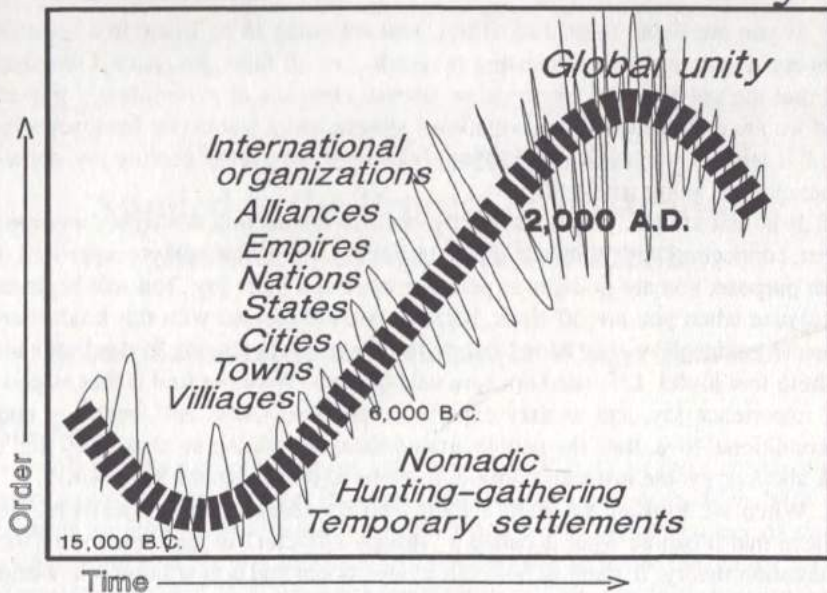 Global unity
International
organizations
Alliances
Empires
Nations
States
Cities
Towns
Villiages
2,000 A.D.
6,000 B.C.
Nomadic
Hunting-gathering
Temporary settlements
15,000 B.C.
Order
Time